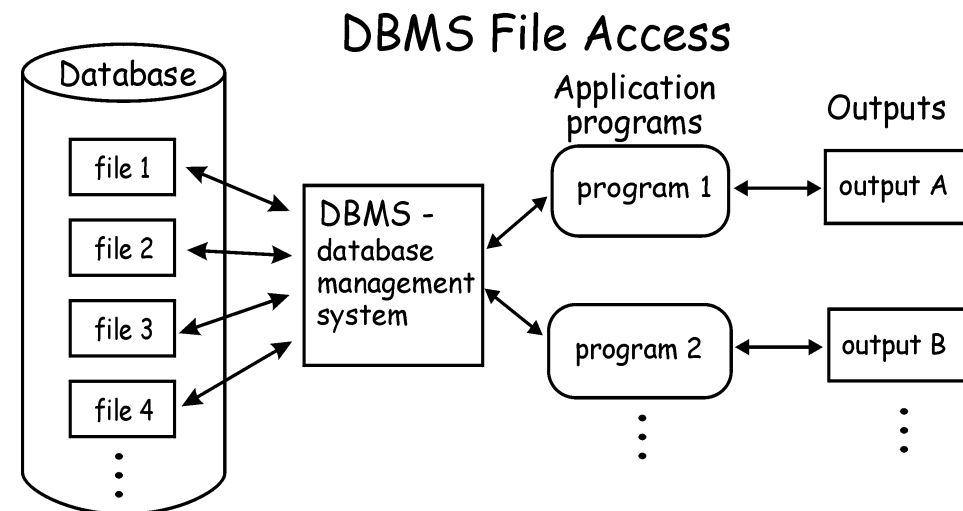 DBMS File Access
Database
file 1
file 2
file 3
file 4
DBMS -
database
management
system
Application
programs
program 1
program 2
Outputs
output A
output B